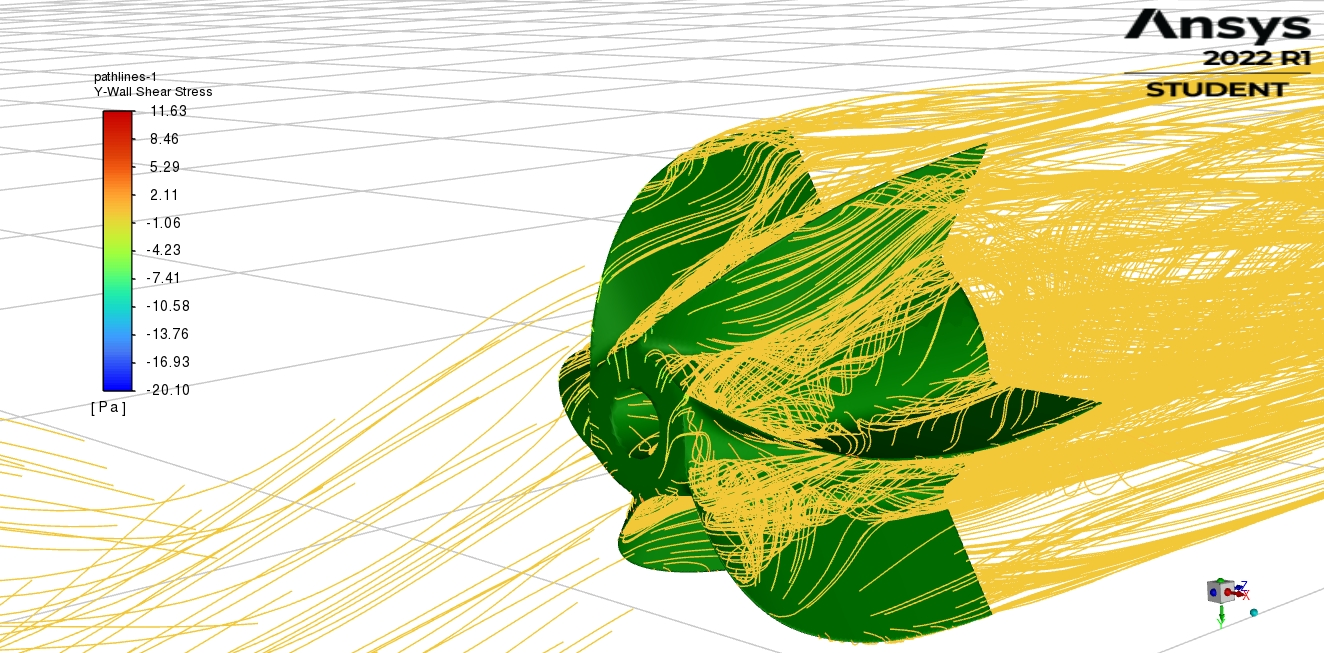 Ansys
2022 R1
STUDENT
pathlines-1
Y-Wall Shear Stress
11.63
8.46
5.29
2.11
-1.06
-4.23
-7.41
-10.58
-13.76
-16.93
-20.10
[ Pa ]
Z
X
Y